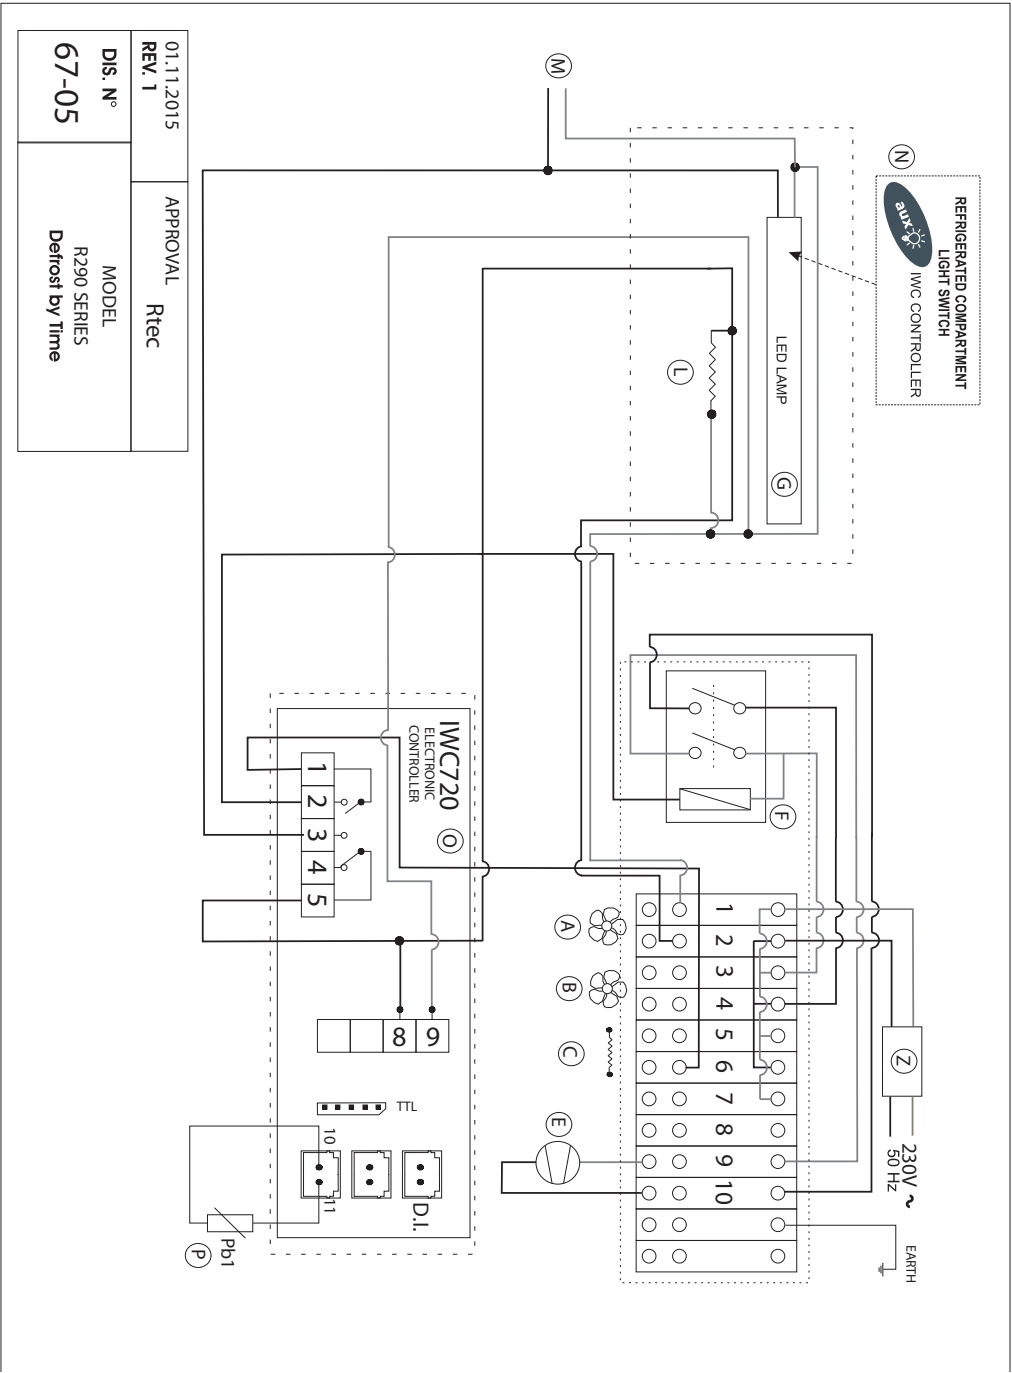 REFRIGERATED COMPARTMENT
LIGHT SWITCH
aux
IWC CONTROLLER
N
M
LED LAMP
G
L
F
Z
230V ~
50 Hz
EARTH
1
2
3
4
5
6
7
8
9
10
A
B
C
E
IWC720
ELECTRONIC
CONTROLLER
O
1
2
3
4
5
8
9
TTL
10
11
D.I.
Pb1
P
01.11.2015
REV. 1
APPROVAL
Rtec
DIS. N°
67-05
MODEL
R290 SERIES
Defrost by Time